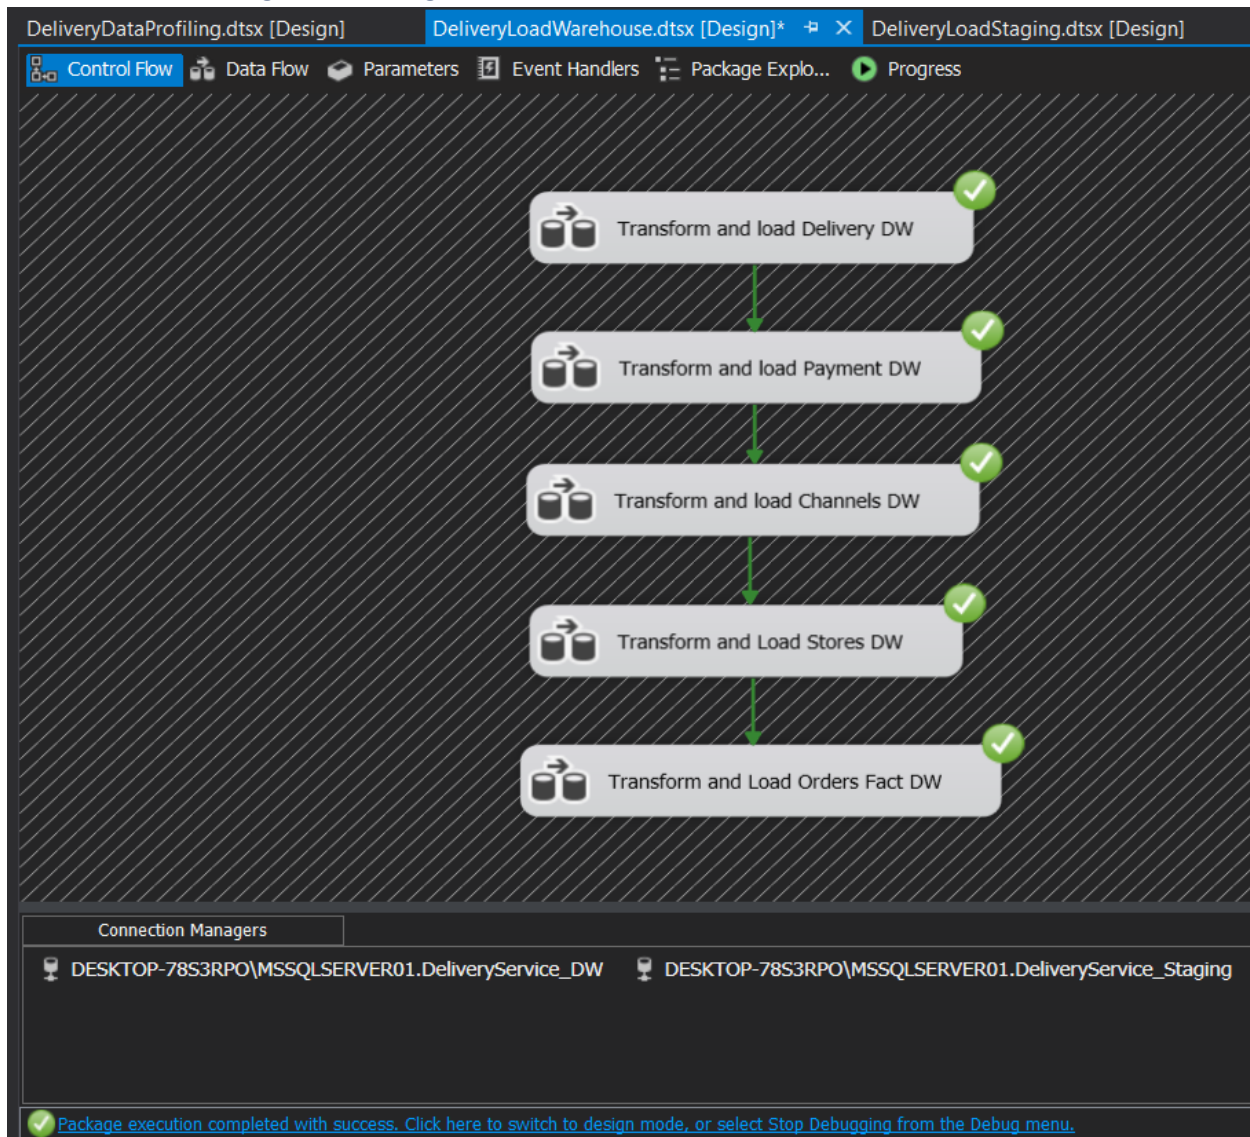 DeliveryDataProfiling.dtsx [Design] DeliveryLoadWarehouse.dtsx [Design]* DeliveryLoadStaging.dtsx [Design]
Control Flow Data Flow Parameters Event Handlers Package Explo... Progress
Transform and load Delivery DW
Transform and load Payment DW
Transform and load Channels DW
Transform and Load Stores DW
Transform and Load Orders Fact DW
Connection Managers
DESKTOP-78S3RPO\MSSQLSERVER01.DeliveryService_DW DESKTOP-78S3RPO\MSSQLSERVER01.DeliveryService_Staging
Package execution completed with success. Click here to switch to design mode, or select Stop Debugging from the Debug menu.